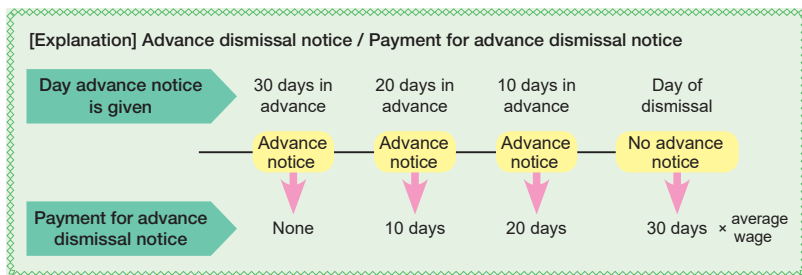 [Explanation] Advance dismissal notice / Payment for advance dismissal notice
Day advance notice
is given
30 days in
advance
20 days in
advance
10 days in
advance
Day of
dismissal
Advance
notice
Advance
notice
Advance
notice
No advance
notice
Payment for advance
dismissal notice
None
10 days
20 days
30 days
× average
wage